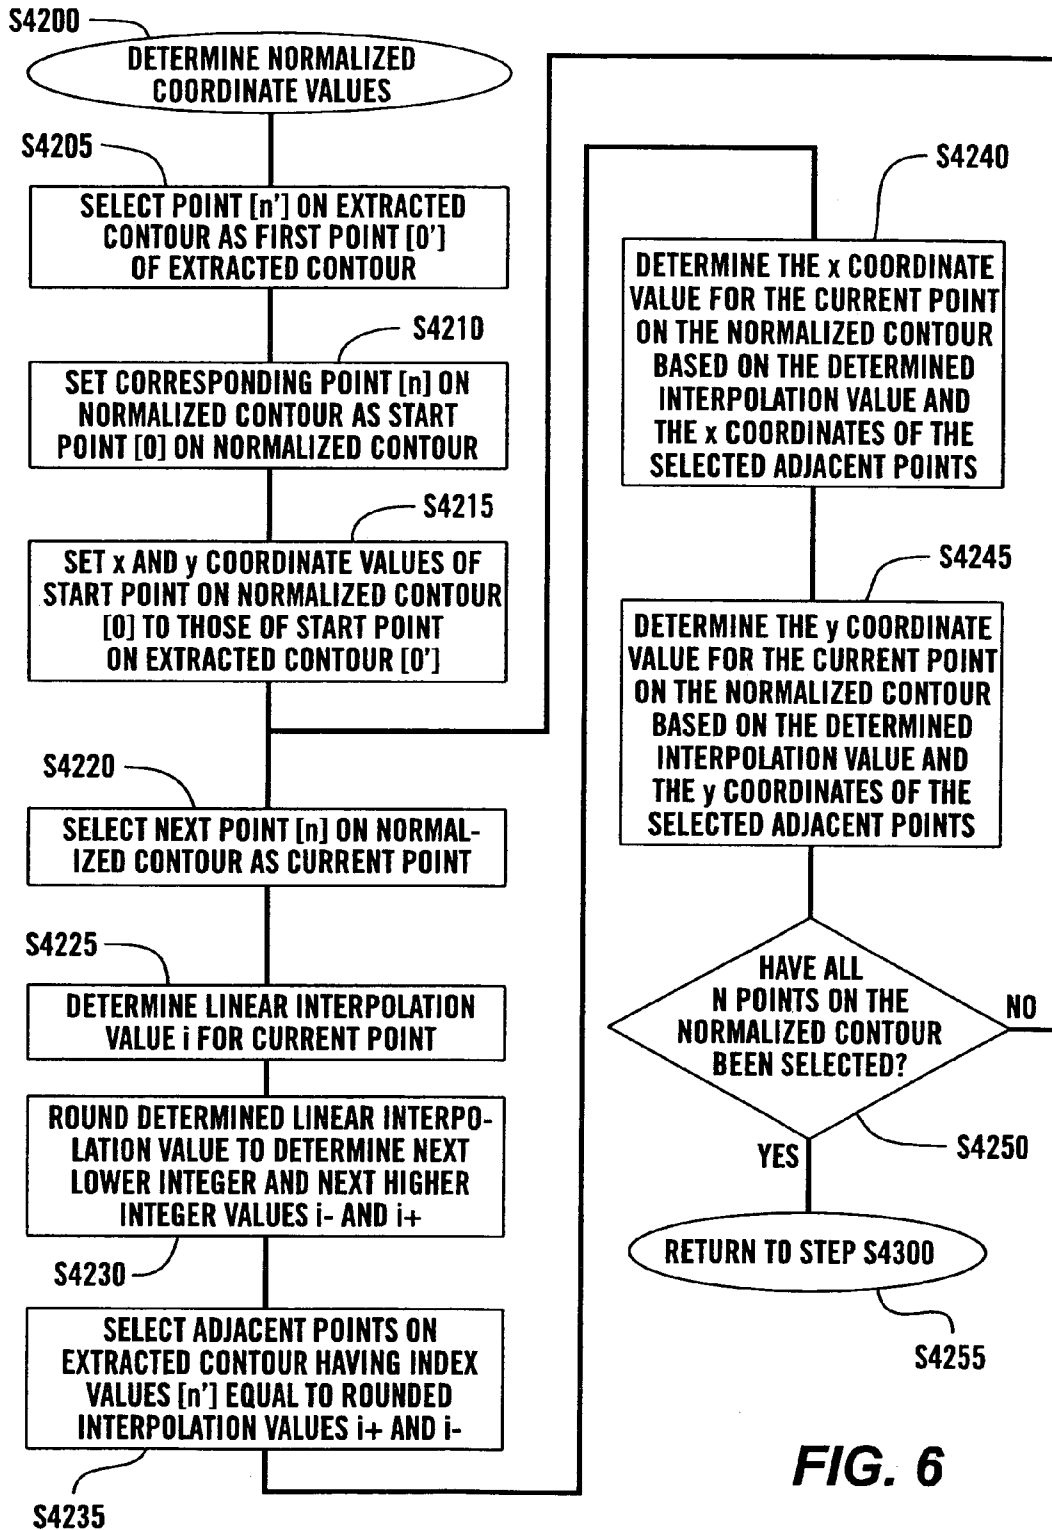 S4200
DETERMINE NORMALIZED
COORDINATE VALUES
S4205
SELECT POINT [n'] ON EXTRACTED
CONTOUR AS FIRST POINT [0']
OF EXTRACTED CONTOUR
S4210
SET CORRESPONDING POINT [n] ON
NORMALIZED CONTOUR AS START
POINT [0] ON NORMALIZED CONTOUR
S4215
SET x AND y COORDINATE VALUES OF
START POINT ON NORMALIZED CONTOUR
[0] TO THOSE OF START POINT
ON EXTRACTED CONTOUR [0']
S4220
SELECT NEXT POINT [n] ON NORMAL-
IZED CONTOUR AS CURRENT POINT
S4225
DETERMINE LINEAR INTERPOLATION
VALUE i FOR CURRENT POINT
ROUND DETERMINED LINEAR INTERPO-
LATION VALUE TO DETERMINE NEXT
LOWER INTEGER AND NEXT HIGHER
INTEGER VALUES i- AND i+
S4230
SELECT ADJACENT POINTS ON
EXTRACTED CONTOUR HAVING INDEX
VALUES [n'] EQUAL TO ROUNDED
INTERPOLATION VALUES i+ AND i-
S4235
S4240
DETERMINE THE x COORDINATE
VALUE FOR THE CURRENT POINT
ON THE NORMALIZED CONTOUR
BASED ON THE DETERMINED
INTERPOLATION VALUE AND
THE x COORDINATES OF THE
SELECTED ADJACENT POINTS
S4245
DETERMINE THE y COORDINATE
VALUE FOR THE CURRENT POINT
ON THE NORMALIZED CONTOUR
BASED ON THE DETERMINED
INTERPOLATION VALUE AND
THE y COORDINATES OF THE
SELECTED ADJACENT POINTS
HAVE ALL
N POINTS ON THE
NORMALIZED CONTOUR
BEEN SELECTED?
NO
S4250
YES
RETURN TO STEP S4300
S4255
FIG. 6